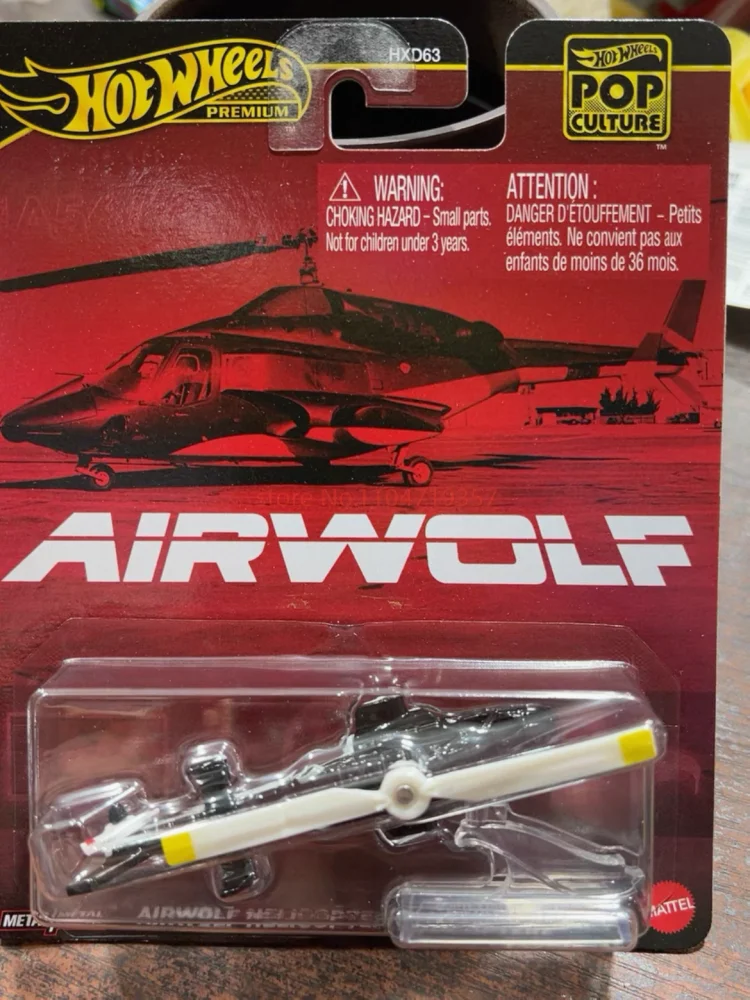 HXD63
HOT WHEELS
PREMIUM
TM
HOT WHEELS
POP
CULTURE
TM
WARNING:
CHOKING HAZARD – Small parts.
Not for children under 3 years.
ATTENTION :
DANGER D'ÉTOUFFEMENT – Petits
éléments. Ne convient pas aux
enfants de moins de 36 mois.
AIRWOLF
METAL
AIRWOLF HELICOPTE
MATTEL